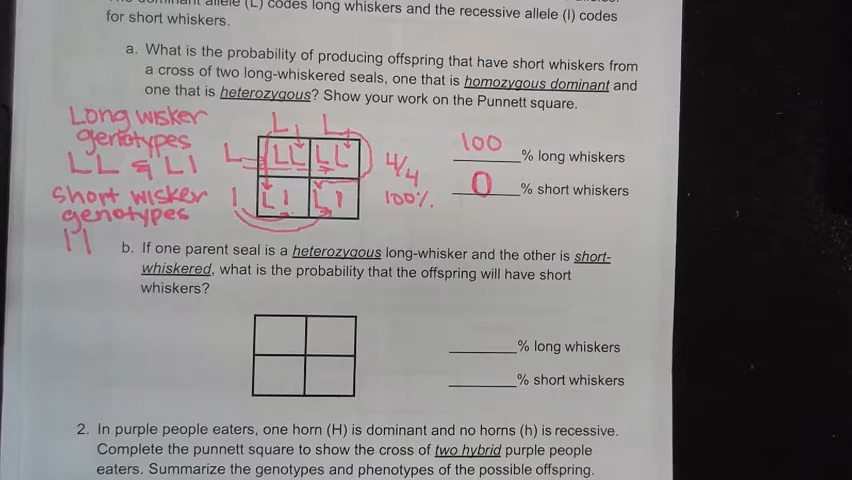 allele (L) codes long whiskers and the recessive allele (l) codes
for short whiskers.
a. What is the probability of producing offspring that have short whiskers from
a cross of two long-whiskered seals, one that is homozygous dominant and
one that is heterozygous? Show your work on the Punnett square.
Long wisker
genotypes
LL & Ll
Short wisker
genotypes
ll
L L
L LL LL
l Ll Ll
4/4
100%.
100 % long whiskers
0 % short whiskers
b. If one parent seal is a heterozygous long-whisker and the other is short-
whiskered, what is the probability that the offspring will have short
whiskers?
______% long whiskers
______% short whiskers
2. In purple people eaters, one horn (H) is dominant and no horns (h) is recessive.
Complete the punnett square to show the cross of two hybrid purple people
eaters. Summarize the genotypes and phenotypes of the possible offspring.